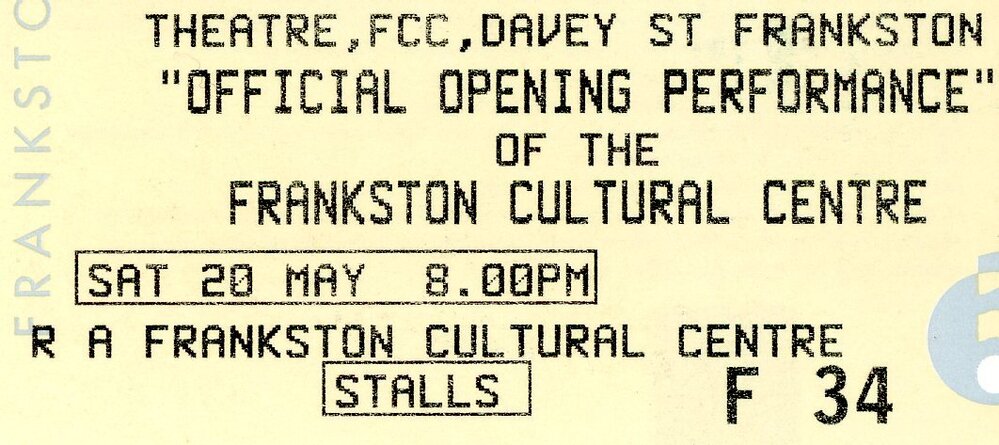 THEATRE,FCC,DAVEY ST FRANKSTON
"OFFICIAL OPENING PERFORMANCE"
OF THE
FRANKSTON CULTURAL CENTRE
SAT 20 MAY 8.00PM
R A FRANKSTON CULTURAL CENTRE
STALLS
F 34
FRANKSTO